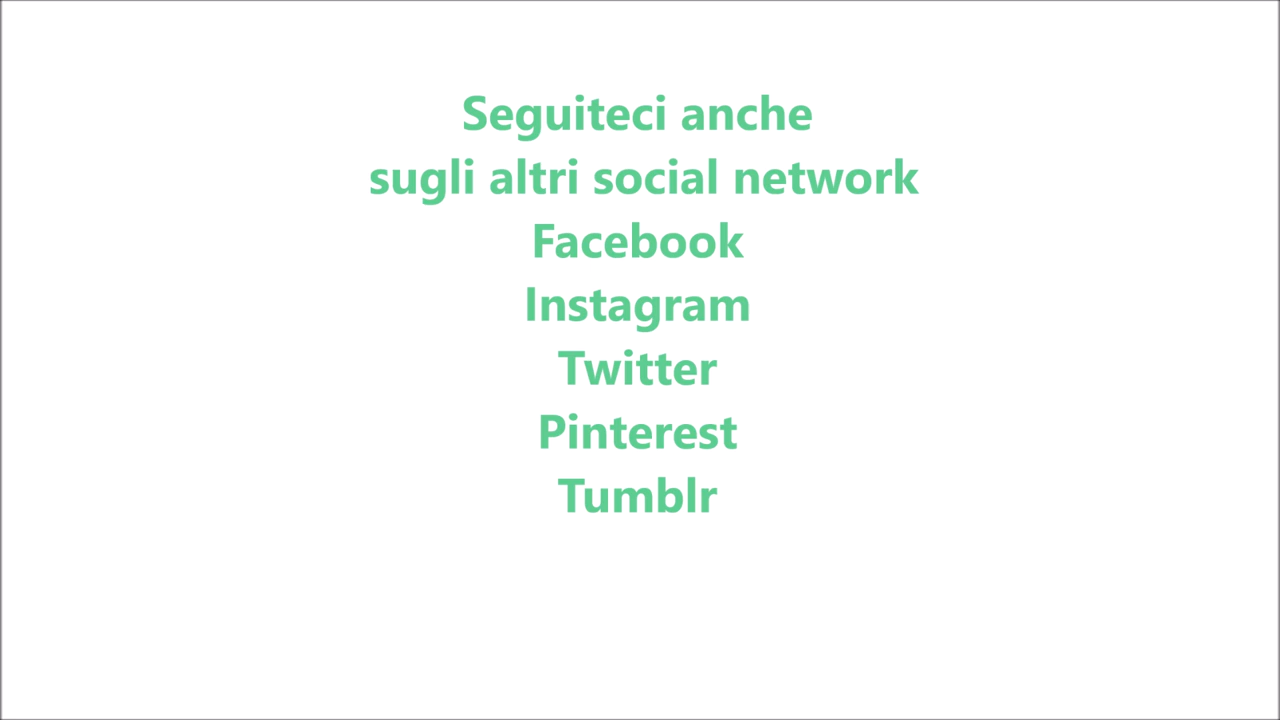 Seguiteci anche
sugli altri social network
Facebook
Instagram
Twitter
Pinterest
Tumblr